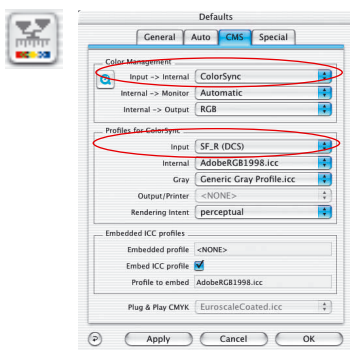 Defaults
General Auto CMS Special
Color Management
Input -> Internal ColorSync
Internal -> Monitor Automatic
Internal -> Output RGB
Profiles for ColorSync
Input SF_R (DCS)
Internal AdobeRGB1998.icc
Gray Generic Gray Profile.icc
Output/Printer <NONE>
Rendering Intent perceptual
Embedded ICC profiles
Embedded profile <NONE>
Embed ICC profile
Profile to embed AdobeRGB1998.icc
Plug & Play CMYK EuroscaleCoated.icc
? Apply Cancel OK